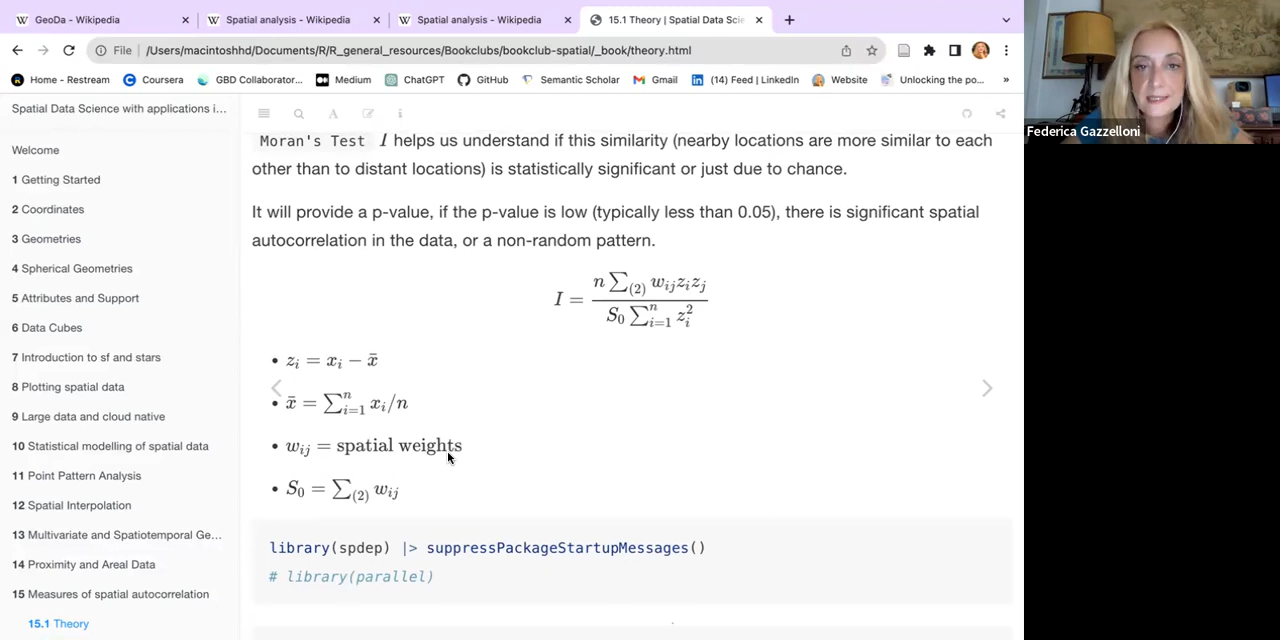 GeoDa - Wikipedia
Spatial analysis - Wikipedia
Spatial analysis - Wikipedia
15.1 Theory | Spatial Data Scie
File
/Users/macintoshhd/Documents/R/R_general_resources/Bookclubs/bookclub-spatial/_book/theory.html
Home - Restream
Coursera
GBD Collaborator...
Medium
ChatGPT
GitHub
Semantic Scholar
Gmail
(14) Feed | LinkedIn
Website
Unlocking the po...
»
Federica Gazzelloni
Spatial Data Science with applications i...
Welcome
1 Getting Started
2 Coordinates
3 Geometries
4 Spherical Geometries
5 Attributes and Support
6 Data Cubes
7 Introduction to sf and stars
8 Plotting spatial data
9 Large data and cloud native
10 Statistical modelling of spatial data
11 Point Pattern Analysis
12 Spatial Interpolation
13 Multivariate and Spatiotemporal Ge...
14 Proximity and Areal Data
15 Measures of spatial autocorrelation
15.1 Theory
Moran's Test I helps us understand if this similarity (nearby locations are more similar to each
other than to distant locations) is statistically significant or just due to chance.
It will provide a p-value, if the p-value is low (typically less than 0.05), there is significant spatial
autocorrelation in the data, or a non-random pattern.
I = n ∑(2) wij zi zj / S0 ∑i=1n zi2
• zi = xi − x̄
• x̄ = ∑i=1n xi/n
• wij = spatial weights
• S0 = ∑(2) wij
library(spdep) |> suppressPackageStartupMessages()
# library(parallel)